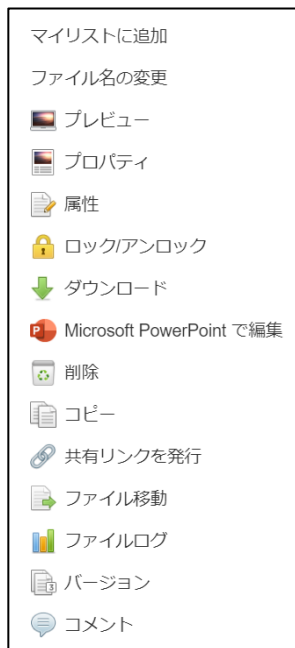 マイリストに追加
ファイル名の変更
プレビュー
プロパティ
属性
ロック/アンロック
ダウンロード
Microsoft PowerPoint で編集
削除
コピー
共有リンクを発行
ファイル移動
ファイルログ
バージョン
コメント